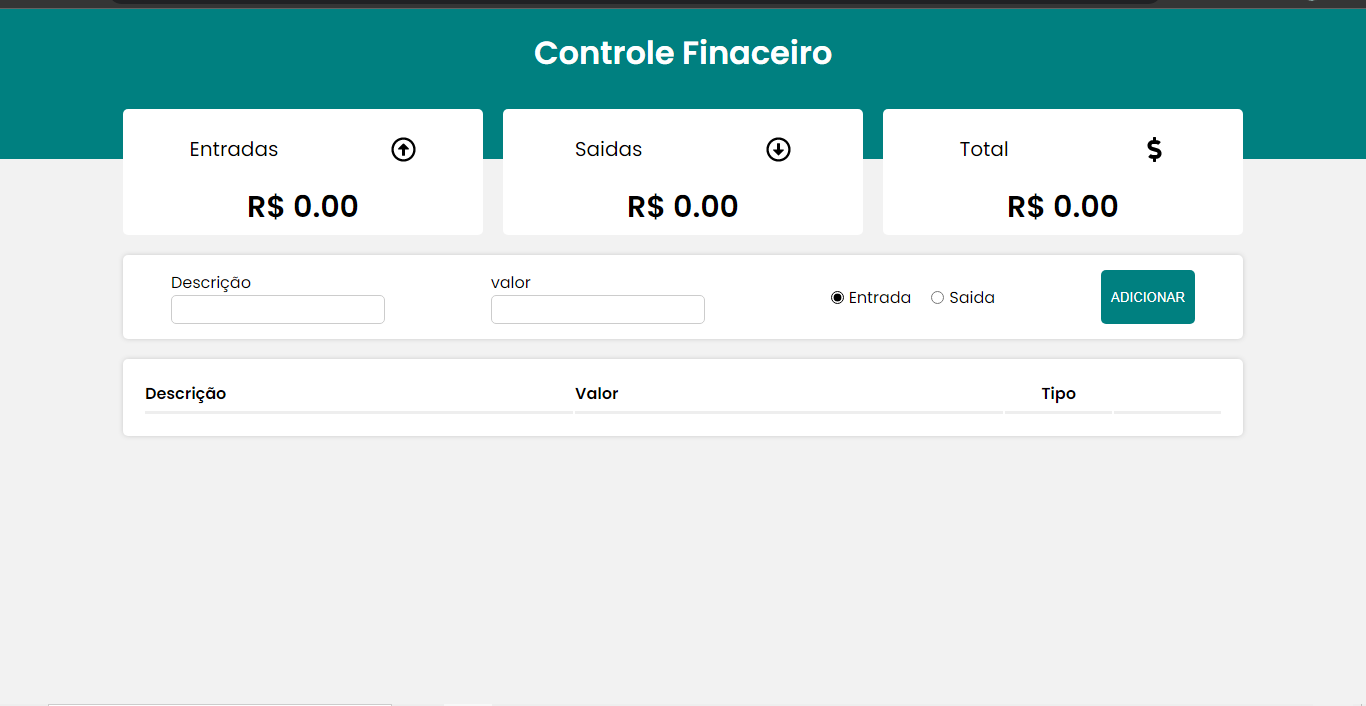 Controle Finaceiro
Entradas
R$ 0.00
Saidas
R$ 0.00
Total
R$ 0.00
Descrição
valor
Entrada Saida
ADICIONAR
Descrição Valor Tipo